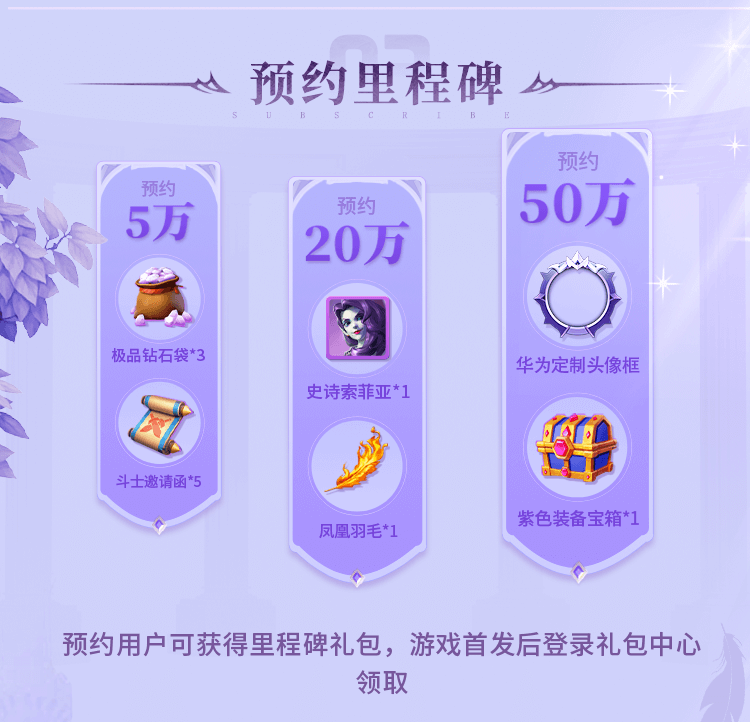 预约里程碑
SUBSCRIBE
预约
5万
极品钻石袋*3
斗士邀请函*5
预约
20万
史诗索菲亚*1
凤凰羽毛*1
预约
50万
华为定制头像框
紫色装备宝箱*1
预约用户可获得里程碑礼包，游戏首发后登录礼包中心
领取